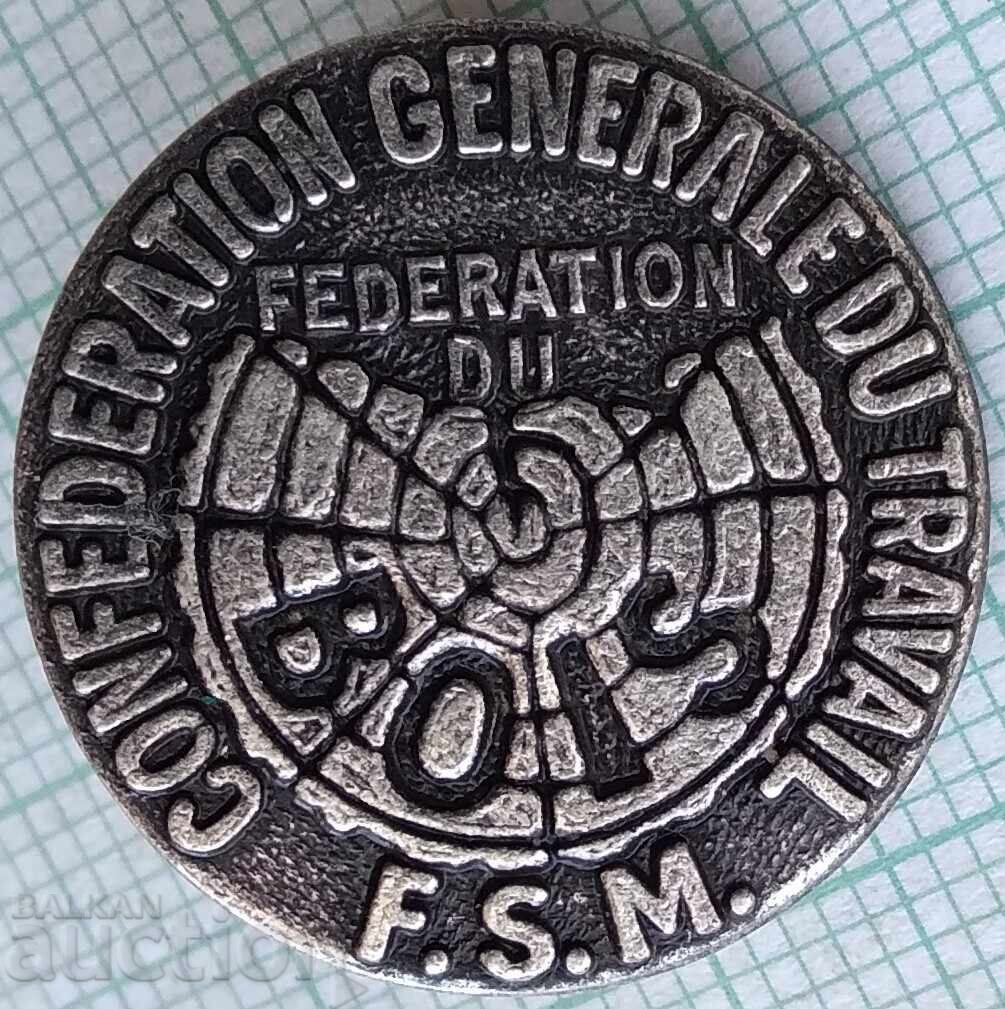 CONFEDERATION GENERALE DU TRAVAIL
FEDERATION
DU
BOIS
F.S.M.
BALKAN
auction